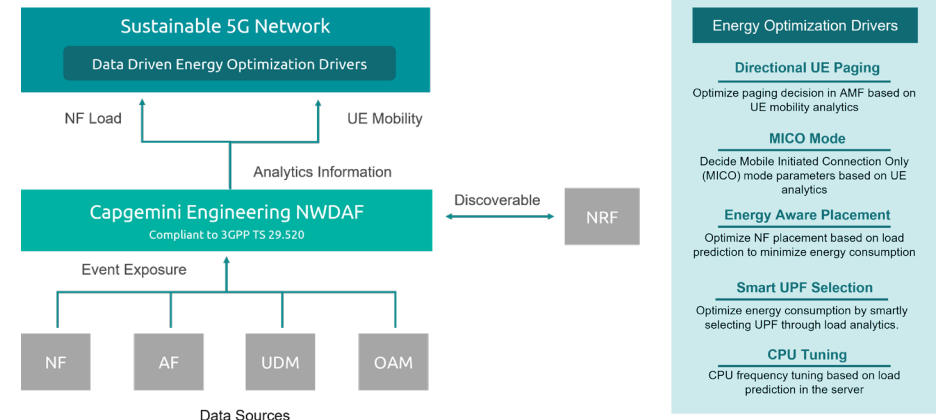 Sustainable 5G Network
Data Driven Energy Optimization Drivers
NF Load
UE Mobility
Analytics Information
Capgemini Engineering NWDAF
Compliant to 3GPP TS 29.520
Discoverable
NRF
Event Exposure
NF
AF
UDM
OAM
Data Sources
Energy Optimization Drivers
Directional UE Paging
Optimize paging decision in AMF based on
UE mobility analytics
MICO Mode
Decide Mobile Initiated Connection Only
(MICO) mode parameters based on UE
analytics
Energy Aware Placement
Optimize NF placement based on load
prediction to minimize energy consumption
Smart UPF Selection
Optimize energy consumption by smartly
selecting UPF through load analytics.
CPU Tuning
CPU frequency tuning based on load
prediction in the server